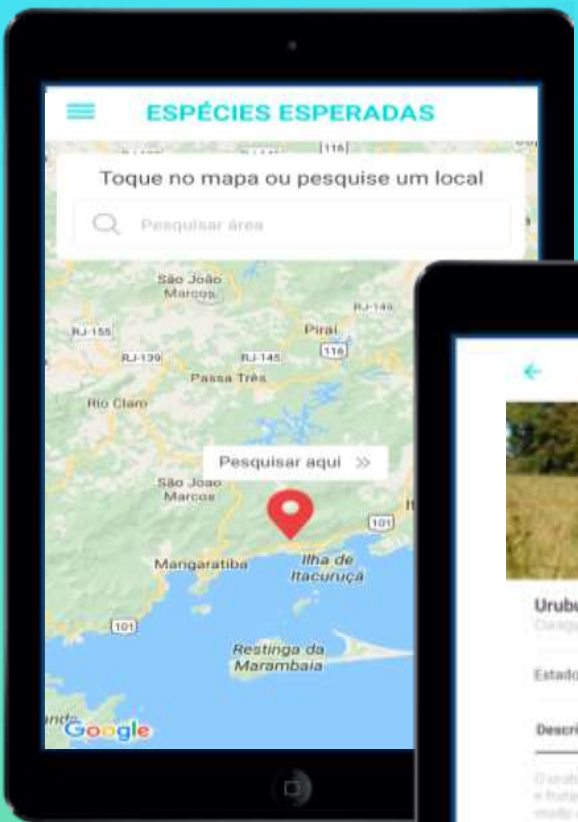 ESPÉCIES ESPERADAS
116
Toque no mapa ou pesquise um local
Pesquisar área
São João
Marcos
RJ-145
RJ-155
Piraí
RJ-139
RJ-145
116
Passa Três
Rio Claro
Pesquisar aqui »
São João
Marcos
101
Mangaratiba
Ilha de
Itacuruçá
101
Restinga da
Marambaia
Google
Urubu
Estado
Descri